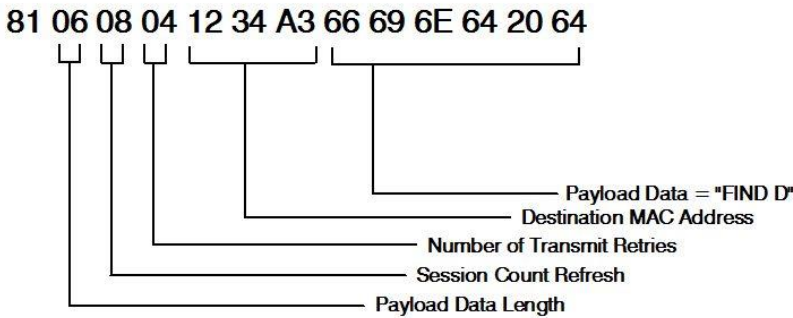 81 06 08 04 12 34 A3 66 69 6E 64 20 64
Payload Data = "FIND D"
Destination MAC Address
Number of Transmit Retries
Session Count Refresh
Payload Data Length